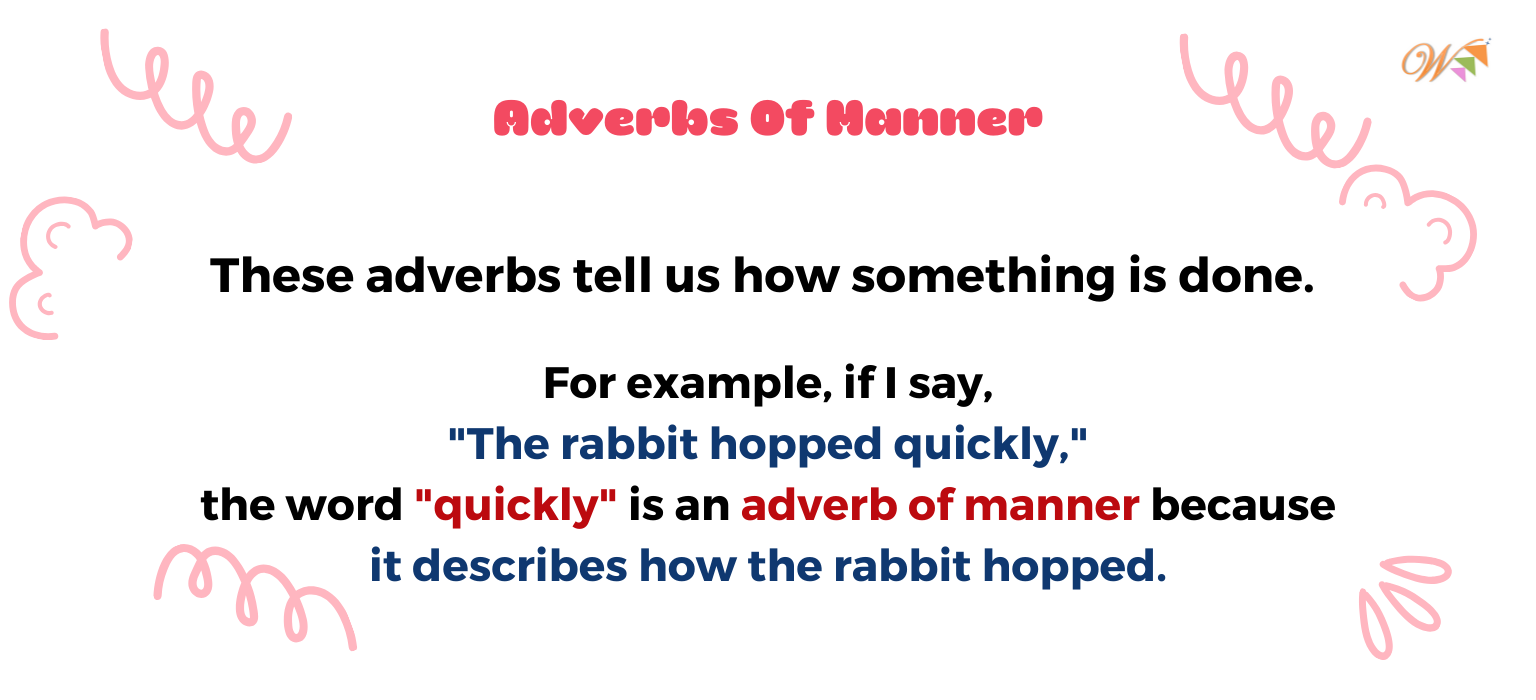 W
Adverbs Of Manner
These adverbs tell us how something is done.
For example, if I say,
"The rabbit hopped quickly,"
the word "quickly" is an adverb of manner because
it describes how the rabbit hopped.